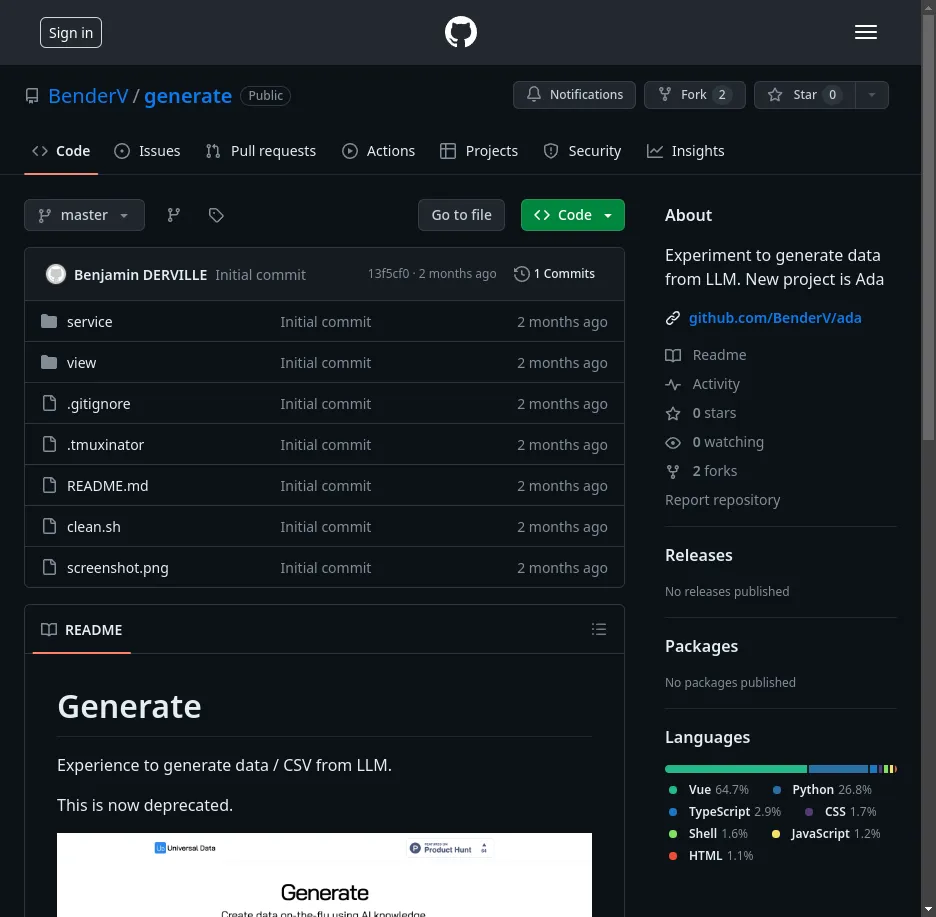 Sign in
BenderV / generate Public
Notifications Fork 2 Star 0
Code Issues Pull requests Actions Projects Security Insights
master Go to file Code
Benjamin DERVILLE Initial commit 13f5cf0 · 2 months ago 1 Commits
service Initial commit 2 months ago
view Initial commit 2 months ago
.gitignore Initial commit 2 months ago
.tmuxinator Initial commit 2 months ago
README.md Initial commit 2 months ago
clean.sh Initial commit 2 months ago
screenshot.png Initial commit 2 months ago
README
Generate
Experience to generate data / CSV from LLM.
This is now deprecated.
Universal Data
Product Hunt
Generate
Create data on-the-fly using AI knowledge
About
Experiment to generate data
from LLM. New project is Ada
github.com/BenderV/ada
Readme
Activity
0 stars
0 watching
2 forks
Report repository
Releases
No releases published
Packages
No packages published
Languages
Vue 64.7% Python 26.8%
TypeScript 2.9% CSS 1.7%
Shell 1.6% JavaScript 1.2%
HTML 1.1%